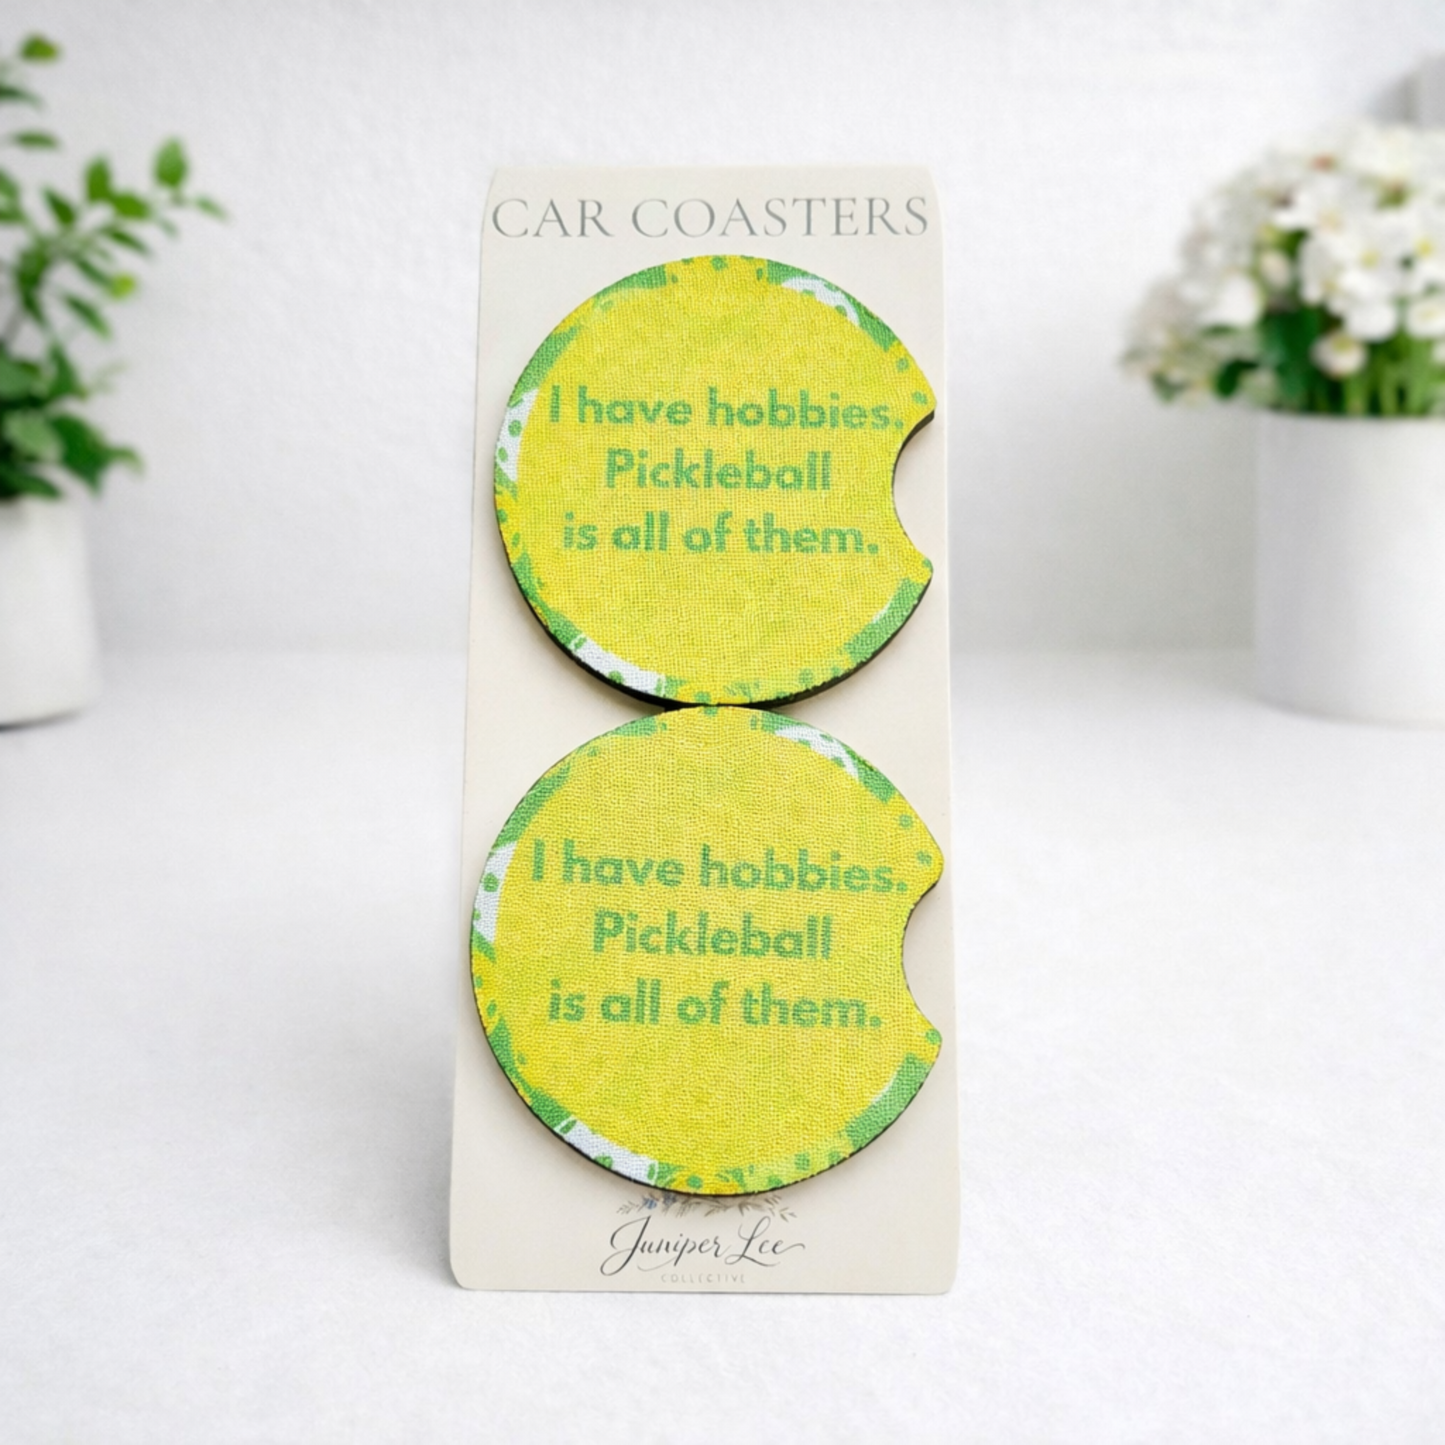 CAR COASTERS
I have hobbies.
Pickleball
is all of them.
I have hobbies.
Pickleball
is all of them.
Juniper Lee
COLLECTIVE